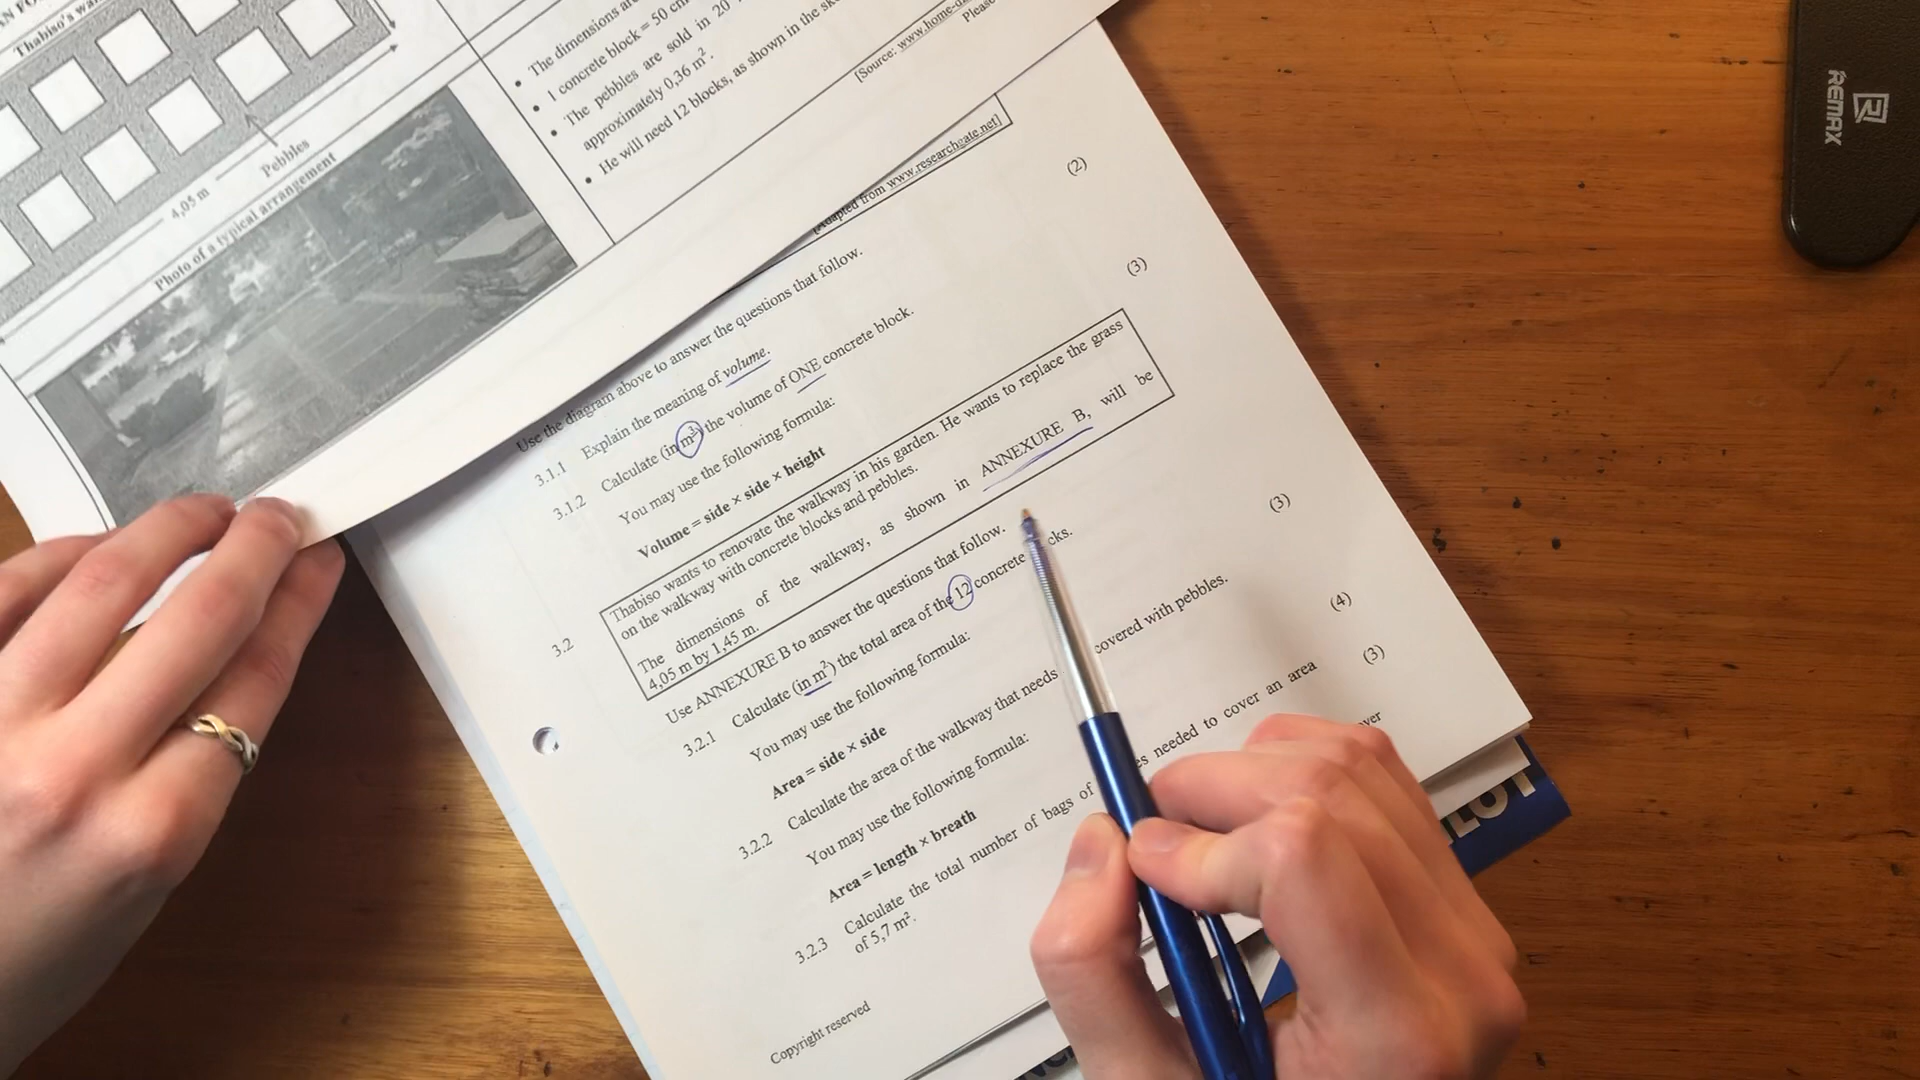 Thabiso's
Pebbles
4,05 m
Photo of a typical arrangement
• The dimensions
• 1 concrete block = 50
• The pebbles are sold in 20
approximately 0,36 m².
• He will need 12 blocks, as shown in the
[Source: www.home-
Please
[Adapted from www.researchgate.net]
Use the diagram above to answer the questions that follow.
3.1.1 Explain the meaning of volume. (2)
3.1.2 Calculate (in m³) the volume of ONE concrete block.
You may use the following formula:
Volume = side × side × height (3)
3.2 Thabiso wants to renovate the walkway in his garden. He wants to replace the grass
on the walkway with concrete blocks and pebbles.
The dimensions of the walkway, as shown in ANNEXURE B, will be
4,05 m by 1,45 m.
Use ANNEXURE B to answer the questions that follow.
3.2.1 Calculate (in m²) the total area of the 12 concrete cks.
You may use the following formula:
Area = side × side (3)
3.2.2 Calculate the area of the walkway that needs covered with pebbles.
You may use the following formula:
Area = length × breath (4)
3.2.3 Calculate the total number of bags of es needed to cover an area
of 5,7 m². (3)
Copyright reserved
REMAX